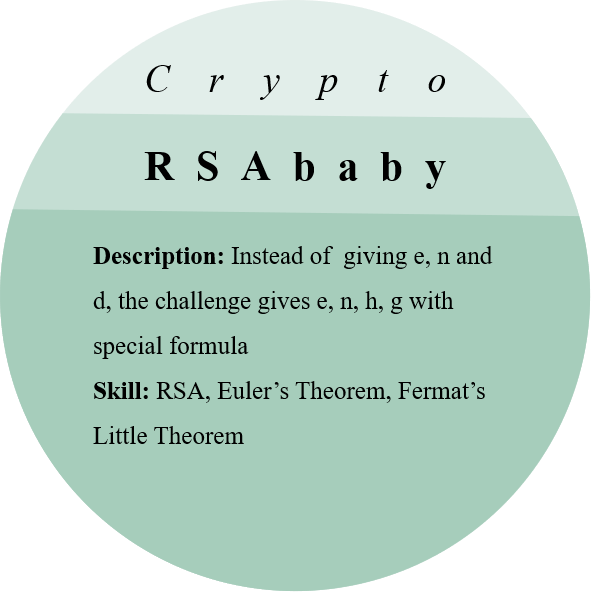 Crypto
RSAbaby
Description: Instead of giving e, n and
d, the challenge gives e, n, h, g with
special formula
Skill: RSA, Euler’s Theorem, Fermat’s
Little Theorem